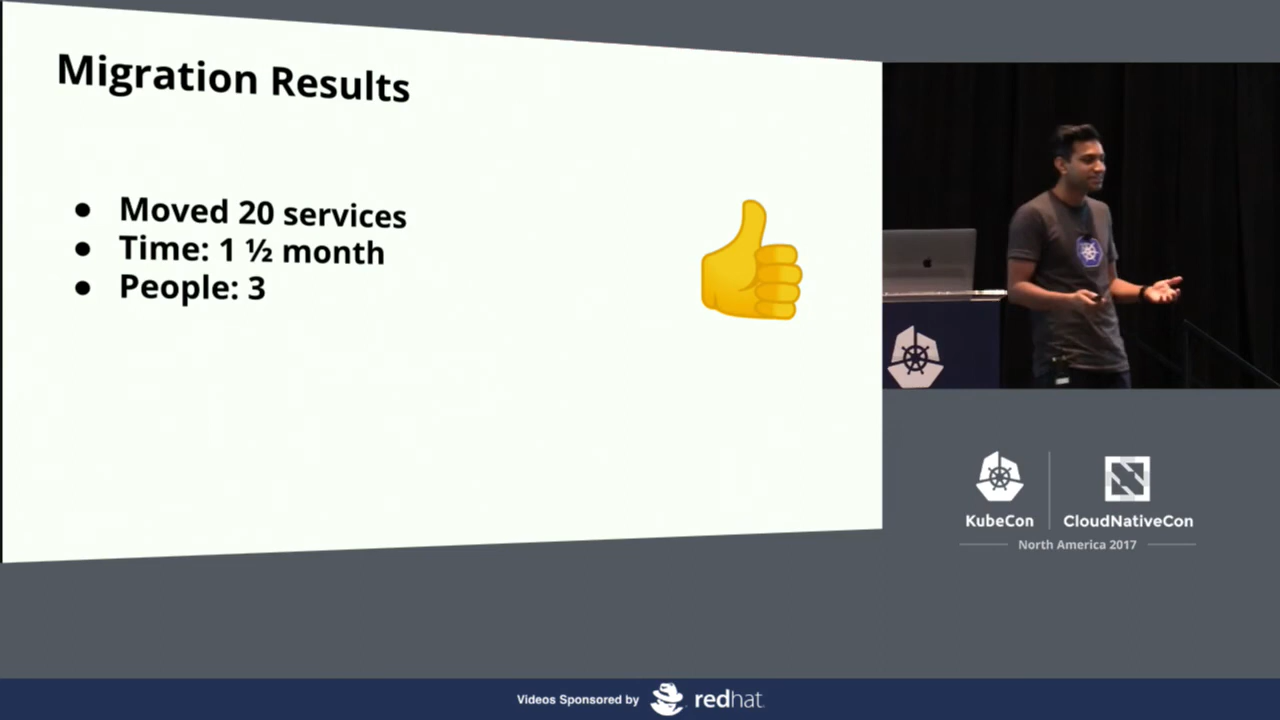 Migration Results
● Moved 20 services
● Time: 1 ½ month
● People: 3
KubeCon
CloudNativeCon
North America 2017
Videos Sponsored by redhat.